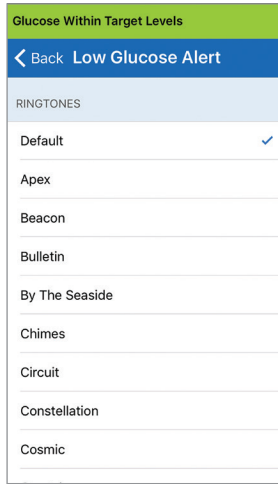 Glucose Within Target Levels
Back Low Glucose Alert
RINGTONES
Default
Apex
Beacon
Bulletin
By The Seaside
Chimes
Circuit
Constellation
Cosmic